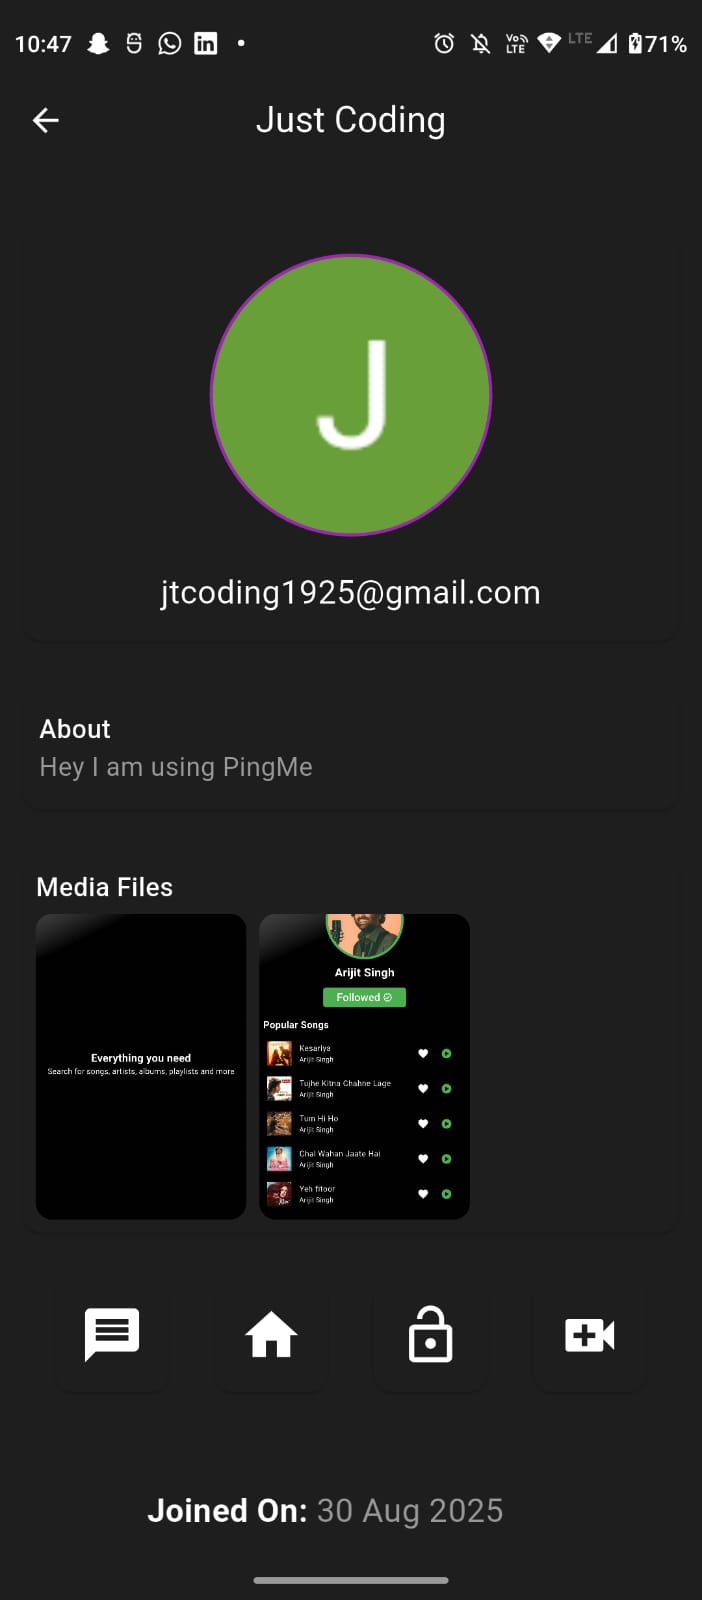 10:47
Vo))
LTE
LTE
71%
Just Coding
J
jtcoding1925@gmail.com
About
Hey I am using PingMe
Media Files
Everything you need
Search for songs, artists, albums, playlists and more
Arijit Singh
Followed
Popular Songs
Kesariya
Arijit Singh
Tujhe Kitna Chahne Lage
Arijit Singh
Tum Hi Ho
Arijit Singh
Chal Wahan Jaate Hai
Arijit Singh
Yeh fitoor
Arijit Singh
Joined On: 30 Aug 2025